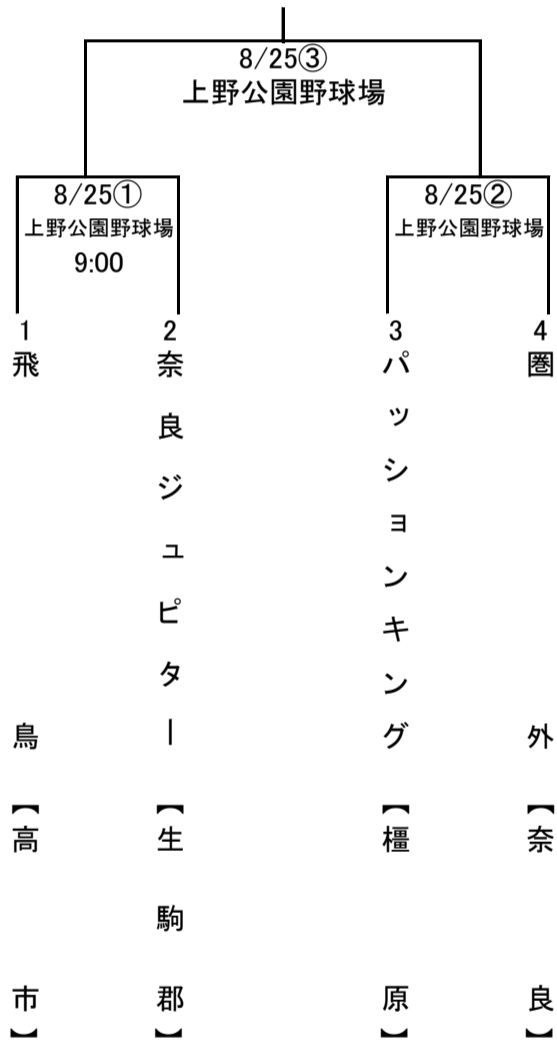 8/25③
上野公園野球場
8/25①
上野公園野球場
9:00
8/25②
上野公園野球場
1
飛鳥【高市】
2
奈良ジュピター【生駒郡】
3
パッションキング【橿原】
4
圏外【奈良】